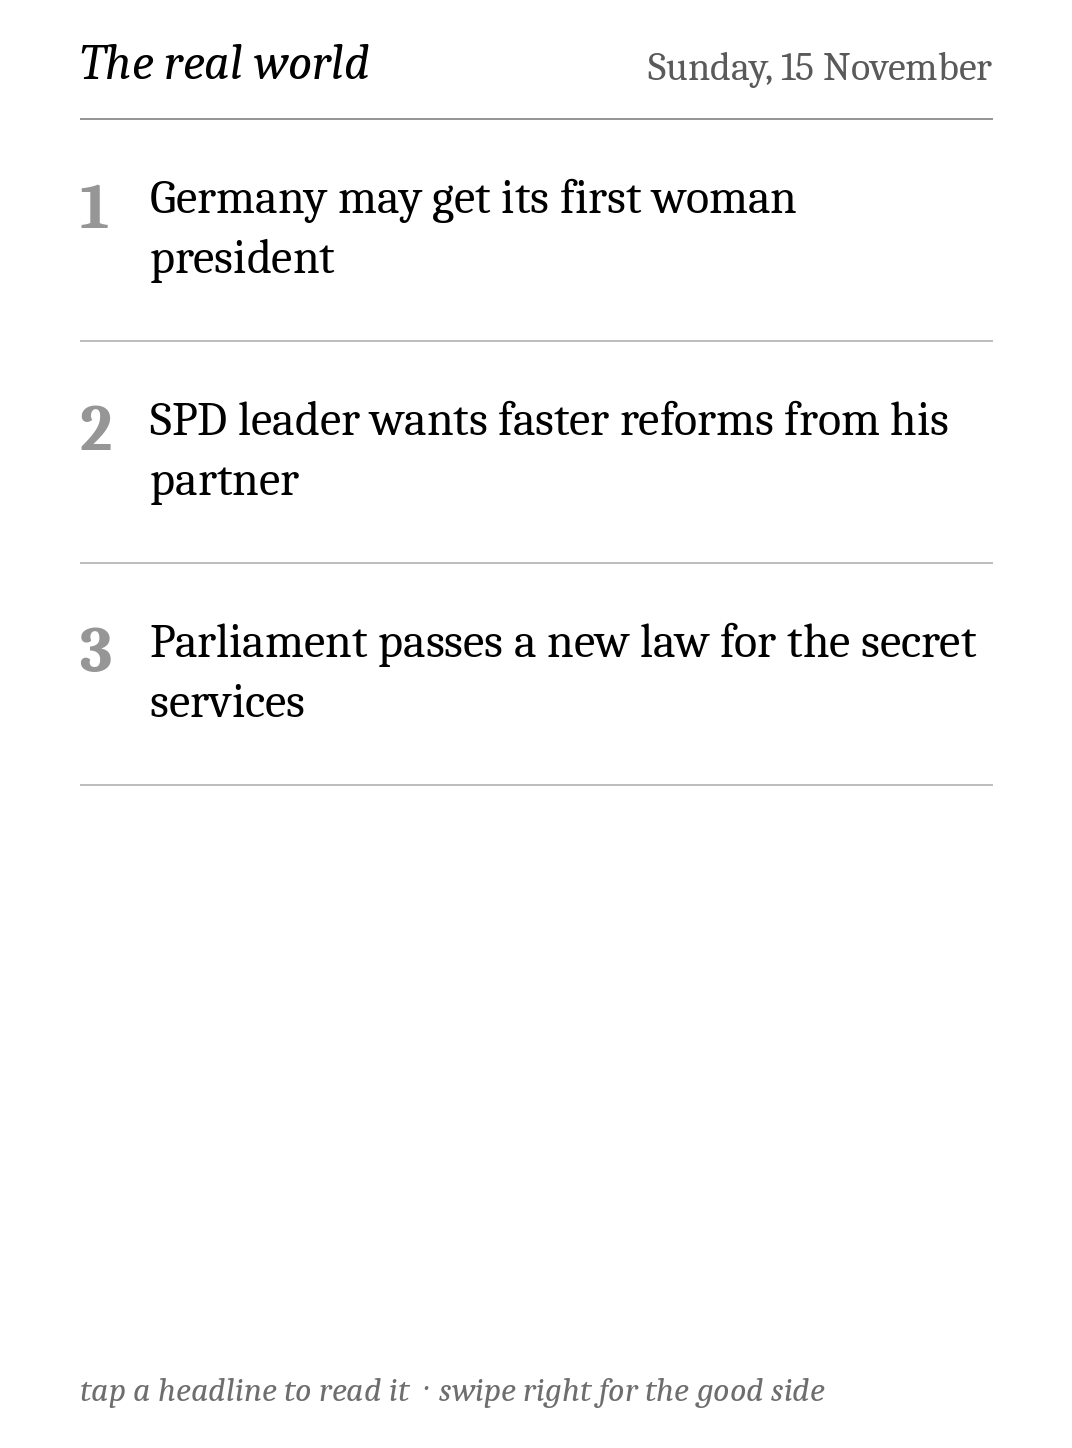 The real world
Sunday, 15 November
1 Germany may get its first woman
president
2 SPD leader wants faster reforms from his
partner
3 Parliament passes a new law for the secret
services
tap a headline to read it · swipe right for the good side